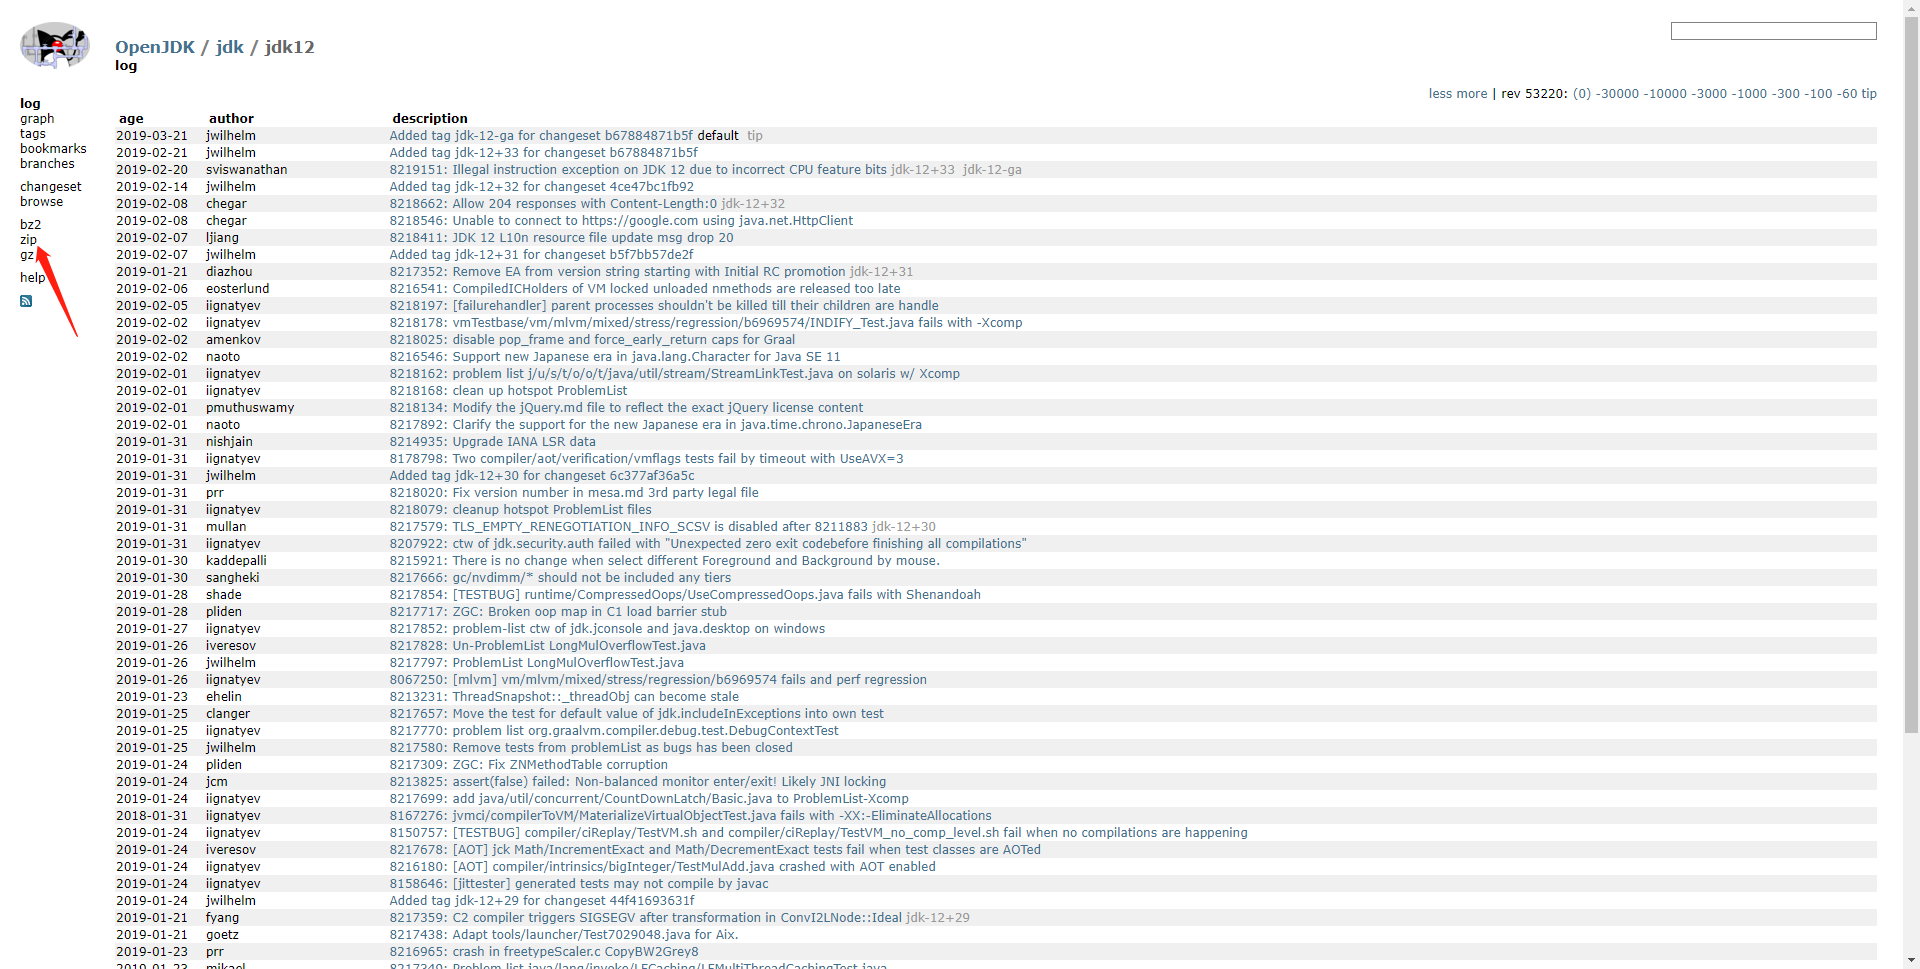 OpenJDK / jdk / jdk12
log
log
graph
tags
bookmarks
branches
changeset
browse
bz2
zip
gz
help
less more | rev 53220: (0) -30000 -10000 -3000 -1000 -300 -100 -60 tip
age author description
2019-03-21 jwilhelm Added tag jdk-12-ga for changeset b67884871b5f default tip
2019-02-21 jwilhelm Added tag jdk-12+33 for changeset b67884871b5f
2019-02-20 sviswanathan 8219151: Illegal instruction exception on JDK 12 due to incorrect CPU feature bits jdk-12+33 jdk-12-ga
2019-02-14 jwilhelm Added tag jdk-12+32 for changeset 4ce47bc1fb92
2019-02-08 chegar 8218662: Allow 204 responses with Content-Length:0 jdk-12+32
2019-02-08 chegar 8218546: Unable to connect to https://google.com using java.net.HttpClient
2019-02-07 ljiang 8218411: JDK 12 L10n resource file update msg drop 20
2019-02-07 jwilhelm Added tag jdk-12+31 for changeset b5f7bb57de2f
2019-01-21 diazhou 8217352: Remove EA from version string starting with Initial RC promotion jdk-12+31
2019-02-06 eosterlund 8216541: CompiledICHolders of VM locked unloaded nmethods are released too late
2019-02-05 iignatyev 8218197: [failurehandler] parent processes shouldn't be killed till their children are handle
2019-02-02 iignatyev 8218178: vmTestbase/vm/mlvm/mixed/stress/regression/b6969574/INDIFY_Test.java fails with -Xcomp
2019-02-02 amenkov 8218025: disable pop_frame and force_early_return caps for Graal
2019-02-02 naoto 8216546: Support new Japanese era in java.lang.Character for Java SE 11
2019-02-01 iignatyev 8218162: problem list j/u/s/t/o/o/t/java/util/stream/StreamLinkTest.java on solaris w/ Xcomp
2019-02-01 iignatyev 8218168: clean up hotspot ProblemList
2019-02-01 pmuthuswamy 8218134: Modify the jQuery.md file to reflect the exact jQuery license content
2019-02-01 naoto 8217892: Clarify the support for the new Japanese era in java.time.chrono.JapaneseEra
2019-01-31 nishjain 8214935: Upgrade IANA LSR data
2019-01-31 iignatyev 8178798: Two compiler/aot/verification/vmflags tests fail by timeout with UseAVX=3
2019-01-31 jwilhelm Added tag jdk-12+30 for changeset 6c377af36a5c
2019-01-31 prr 8218020: Fix version number in mesa.md 3rd party legal file
2019-01-31 iignatyev 8218079: cleanup hotspot ProblemList files
2019-01-31 mullan 8217579: TLS_EMPTY_RENEGOTIATION_INFO_SCSV is disabled after 8211883 jdk-12+30
2019-01-31 iignatyev 8207922: ctw of jdk.security.auth failed with "Unexpected zero exit codebefore finishing all compilations"
2019-01-30 kaddepalli 8215921: There is no change when select different Foreground and Background by mouse.
2019-01-30 sangheki 8217666: gc/nvdimm/* should not be included any tiers
2019-01-28 shade 8217854: [TESTBUG] runtime/CompressedOops/UseCompressedOops.java fails with Shenandoah
2019-01-28 pliden 8217717: ZGC: Broken oop map in C1 load barrier stub
2019-01-27 iignatyev 8217852: problem-list ctw of jdk.jconsole and java.desktop on windows
2019-01-26 iveresov 8217828: Un-ProblemList LongMulOverflowTest.java
2019-01-26 jwilhelm 8217797: ProblemList LongMulOverflowTest.java
2019-01-26 iignatyev 8067250: [mlvm] vm/mlvm/mixed/stress/regression/b6969574 fails and perf regression
2019-01-23 ehelin 8213231: ThreadSnapshot::_threadObj can become stale
2019-01-25 clanger 8217657: Move the test for default value of jdk.includeInExceptions into own test
2019-01-25 iignatyev 8217770: problem list org.graalvm.compiler.debug.test.DebugContextTest
2019-01-25 jwilhelm 8217580: Remove tests from problemList as bugs has been closed
2019-01-24 pliden 8217309: ZGC: Fix ZNMethodTable corruption
2019-01-24 jcm 8213825: assert(false) failed: Non-balanced monitor enter/exit! Likely JNI locking
2019-01-24 iignatyev 8217699: add java/util/concurrent/CountDownLatch/Basic.java to ProblemList-Xcomp
2018-01-31 iignatyev 8167276: jvmci/compilerToVM/MaterializeVirtualObjectTest.java fails with -XX:-EliminateAllocations
2019-01-24 iignatyev 8150757: [TESTBUG] compiler/ciReplay/TestVM.sh and compiler/ciReplay/TestVM_no_comp_level.sh fail when no compilations are happening
2019-01-24 iveresov 8217678: [AOT] jck Math/IncrementExact and Math/DecrementExact tests fail when test classes are AOTed
2019-01-24 iignatyev 8216180: [AOT] compiler/intrinsics/bigInteger/TestMulAdd.java crashed with AOT enabled
2019-01-24 iignatyev 8158646: [jittester] generated tests may not compile by javac
2019-01-24 jwilhelm Added tag jdk-12+29 for changeset 44f41693631f
2019-01-21 fyang 8217359: C2 compiler triggers SIGSEGV after transformation in ConvI2LNode::Ideal jdk-12+29
2019-01-21 goetz 8217438: Adapt tools/launcher/Test7029048.java for Aix.
2019-01-23 prr 8216965: crash in freetypeScaler.c CopyBW2Grey8
2019-01-23 mikael 8217349: Problem list java/lang/invoke/LFCaching/LFMultiThreadCachingTest.java